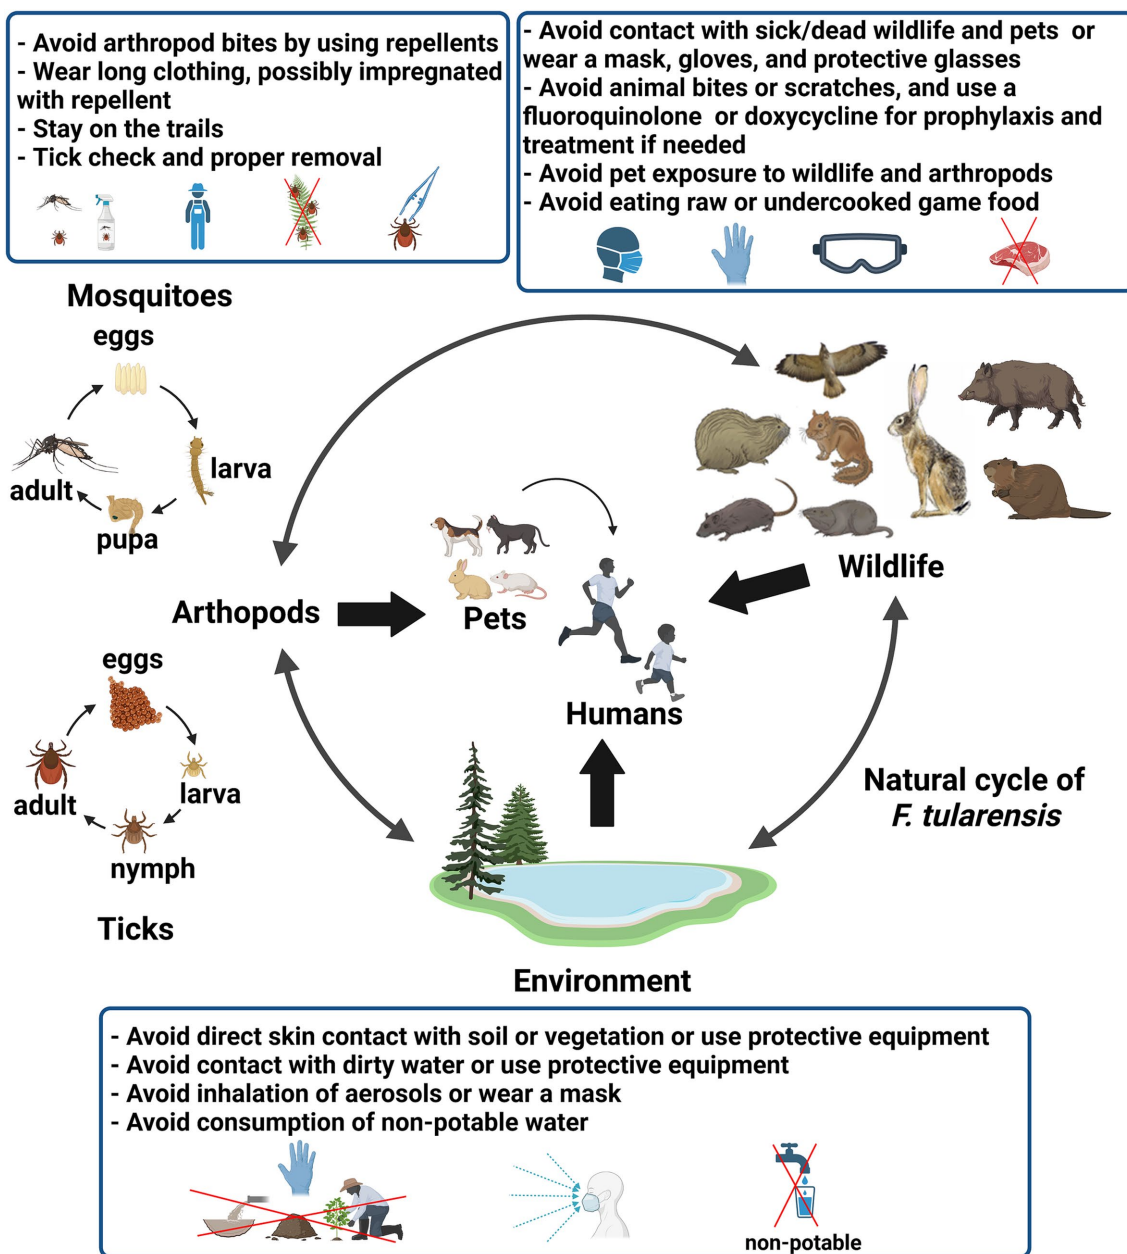 - Avoid arthropod bites by using repellents
- Wear long clothing, possibly impregnated
with repellent
- Stay on the trails
- Tick check and proper removal
- Avoid contact with sick/dead wildlife and pets or
wear a mask, gloves, and protective glasses
- Avoid animal bites or scratches, and use a
fluoroquinolone or doxycycline for prophylaxis and
treatment if needed
- Avoid pet exposure to wildlife and arthropods
- Avoid eating raw or undercooked game food
Mosquitoes
eggs
adult
larva
pupa
Wildlife
Arthopods
Pets
Humans
eggs
adult
larva
nymph
Ticks
Natural cycle of
F. tularensis
Environment
- Avoid direct skin contact with soil or vegetation or use protective equipment
- Avoid contact with dirty water or use protective equipment
- Avoid inhalation of aerosols or wear a mask
- Avoid consumption of non-potable water
non-potable